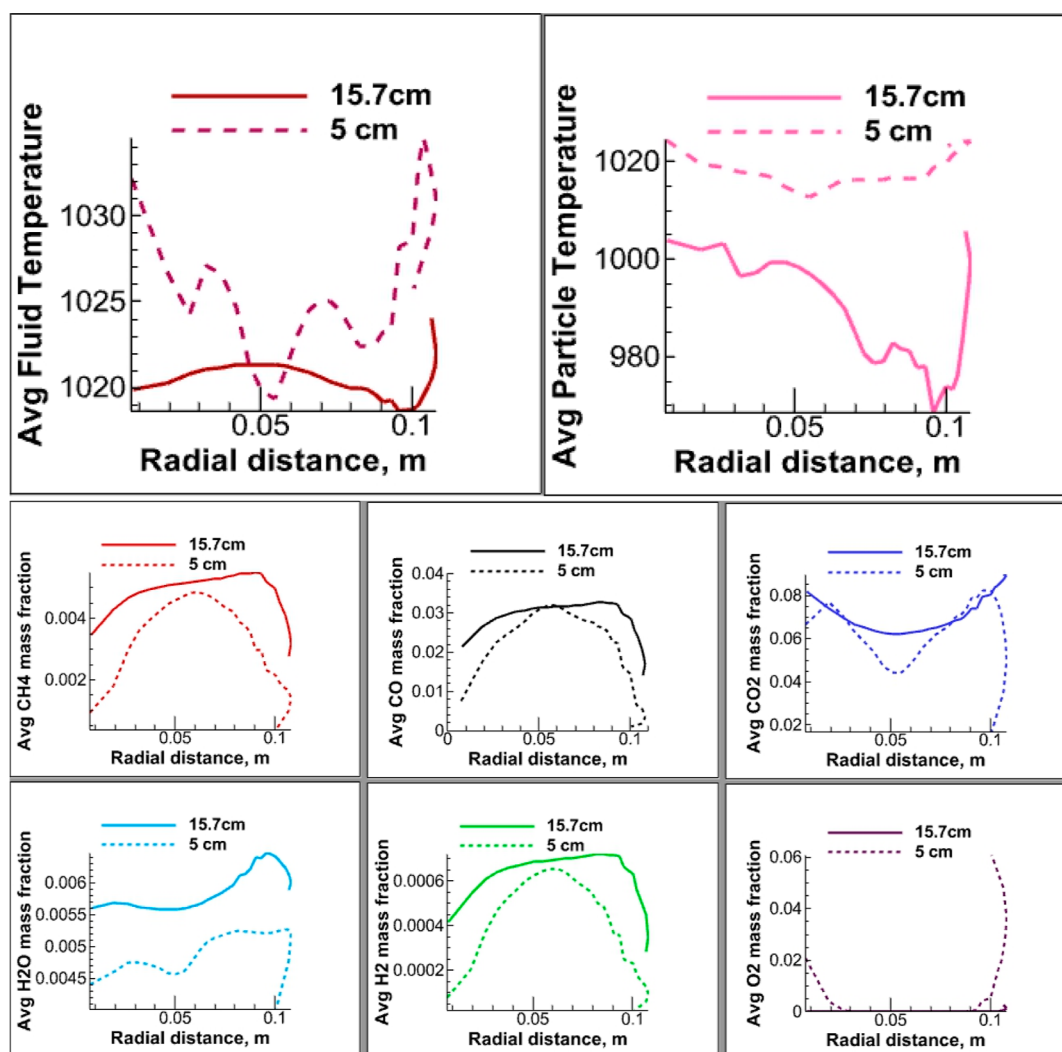 Avg Fluid Temperature
15.7cm
5 cm
1030
1025
1020
0.05
0.1
Radial distance, m
Avg Particle Temperature
15.7cm
5 cm
1020
1000
980
0.05
0.1
Radial distance, m
Avg CH4 mass fraction
15.7cm
5 cm
0.004
0.002
0.05
0.1
Radial distance, m
Avg CO mass fraction
15.7cm
5 cm
0.04
0.03
0.02
0.01
0
0
0.05
0.1
Radial distance, m
Avg CO2 mass fraction
15.7cm
5 cm
0.08
0.06
0.04
0.02
0.05
0.1
Radial distance, m
Avg H2O mass fraction
15.7cm
5 cm
0.006
0.0055
0.005
0.0045
0.05
0.1
Radial distance, m
Avg H2 mass fraction
15.7cm
5 cm
0.0006
0.0004
0.0002
0.05
0.1
Radial distance, m
Avg O2 mass fraction
15.7cm
5 cm
0.06
0.04
0.02
0
0.05
0.1
Radial distance, m